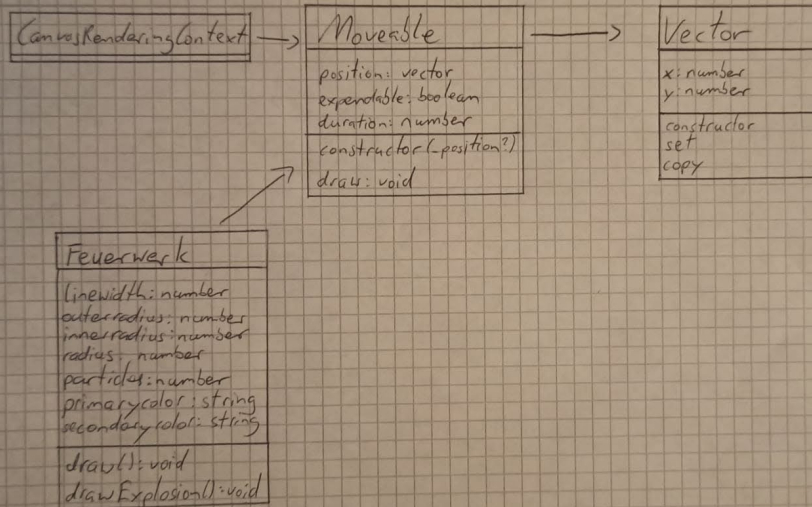 CanvasRenderingContext
Moveable
position: vector
expendable: boolean
duration: number
constructor(_position?)
draw: void
Vector
x: number
y: number
constructor
set
copy
Feuerwerk
linewidth: number
outerradius: number
innerradius: number
radius: number
particles: number
primarycolor: string
secondarycolor: string
draw(): void
drawExplosion(): void